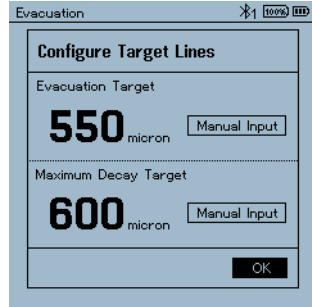 Evacuation 1 100%
Configure Target Lines
Evacuation Target
550 micron Manual Input
Maximum Decay Target
600 micron Manual Input
OK